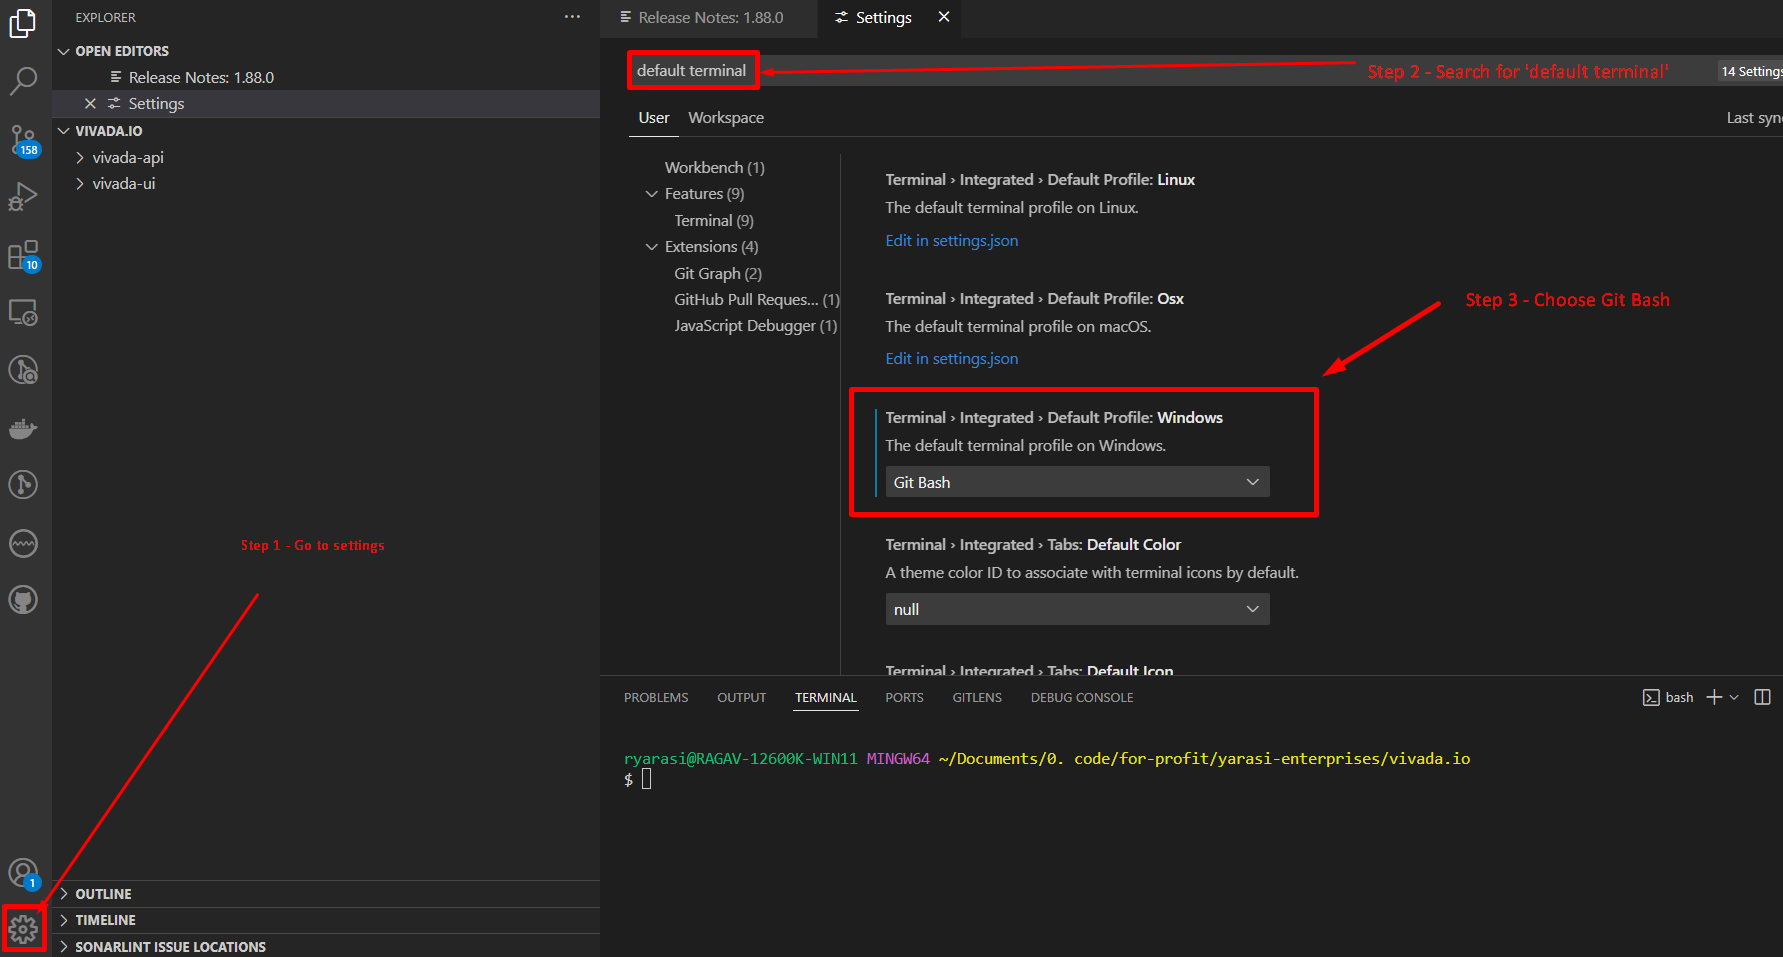 EXPLORER
OPEN EDITORS
Release Notes: 1.88.0
Settings
VIVADA.IO
vivada-api
vivada-ui
158
10
Step 1 - Go to settings
1
OUTLINE
TIMELINE
SONARLINT ISSUE LOCATIONS
Release Notes: 1.88.0
Settings
default terminal
Step 2 - Search for 'default terminal'
14 Settings
User
Workspace
Last sync
Workbench (1)
Features (9)
Terminal (9)
Extensions (4)
Git Graph (2)
GitHub Pull Reques... (1)
JavaScript Debugger (1)
Terminal › Integrated › Default Profile: Linux
The default terminal profile on Linux.
Edit in settings.json
Terminal › Integrated › Default Profile: Osx
The default terminal profile on macOS.
Edit in settings.json
Step 3 - Choose Git Bash
Terminal › Integrated › Default Profile: Windows
The default terminal profile on Windows.
Git Bash
Terminal › Integrated › Tabs: Default Color
A theme color ID to associate with terminal icons by default.
null
Terminal › Integrated › Tabs: Default Icon
PROBLEMS
OUTPUT
TERMINAL
PORTS
GITLENS
DEBUG CONSOLE
bash
ryarasi@RAGAV-12600K-WIN11 MINGW64 ~/Documents/0. code/for-profit/yarasi-enterprises/vivada.io
$